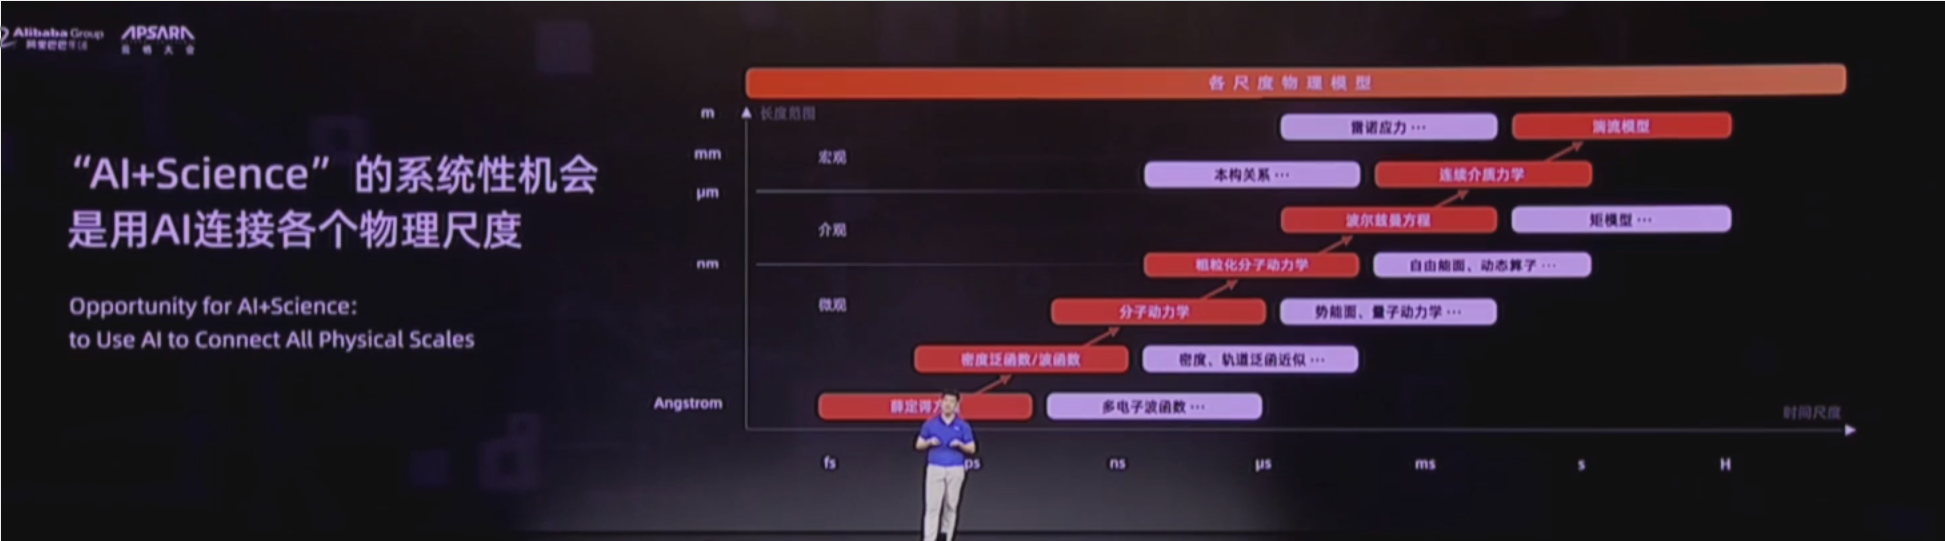 Alibaba Group
APSARA
云 栖 大 会
“AI+Science”的系统性机会
是用AI连接各个物理尺度
Opportunity for AI+Science:
to Use AI to Connect All Physical Scales
各尺度物理模型
长度范围
m
mm
μm
nm
Angstrom
宏观
介观
微观
雷诺应力 ···
湍流模型
本构关系 ···
连续介质力学
波尔兹曼方程
矩模型 ···
粗粒化分子动力学
自由能面、动态算子 ···
分子动力学
势能面、量子动力学 ···
密度泛函数/波函数
密度、轨道泛函近似 ···
薛定谔方
多电子波函数 ···
时间尺度
fs
ps
ns
μs
ms
s
H